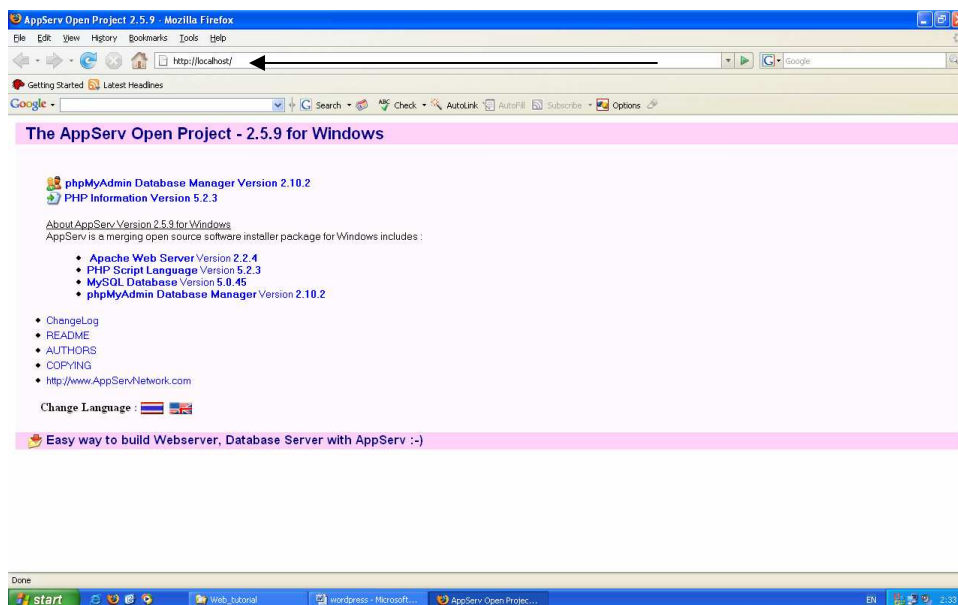 AppServ Open Project 2.5.9 - Mozilla Firefox
File Edit View History Bookmarks Tools Help
http://localhost/
Google
Getting Started Latest Headlines
Google Search Check AutoLink AutoFill Subscribe Options
The AppServ Open Project - 2.5.9 for Windows
phpMyAdmin Database Manager Version 2.10.2
PHP Information Version 5.2.3
About AppServ Version 2.5.9 for Windows
AppServ is a merging open source software installer package for Windows includes :
Apache Web Server Version 2.2.4
PHP Script Language Version 5.2.3
MySQL Database Version 5.0.45
phpMyAdmin Database Manager Version 2.10.2
ChangeLog
README
AUTHORS
COPYING
http://www.AppServNetwork.com
Change Language :
Easy way to build Webserver, Database Server with AppServ :-)
Done
start Web_tutorial wordpress - Microsoft... AppServ Open Projec... EN 2:33